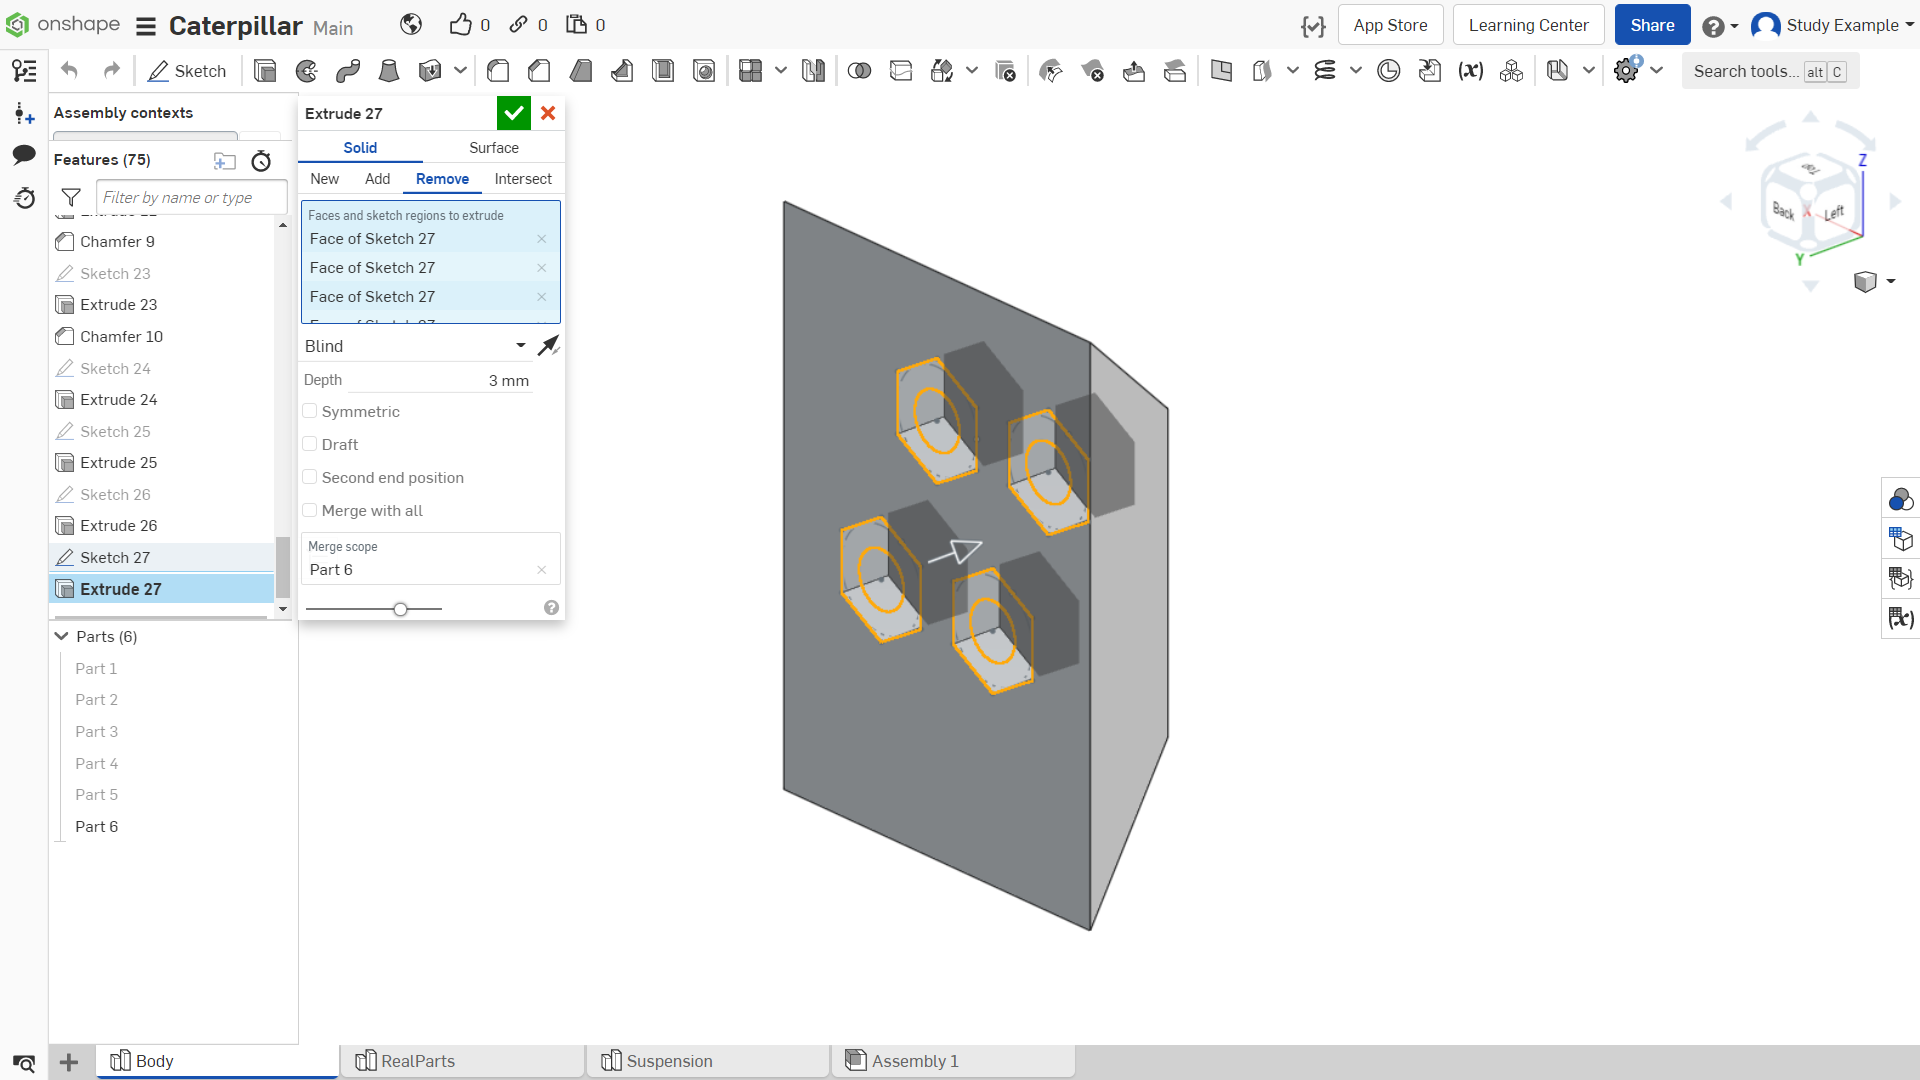 onshape Caterpillar Main 0 0 0 App Store Learning Center Share Study Example
Sketch Search tools... alt C
Assembly contexts
Features (75)
Filter by name or type
Chamfer 9
Sketch 23
Extrude 23
Chamfer 10
Sketch 24
Extrude 24
Sketch 25
Extrude 25
Sketch 26
Extrude 26
Sketch 27
Extrude 27
Parts (6)
Part 1
Part 2
Part 3
Part 4
Part 5
Part 6
Extrude 27
Solid Surface
New Add Remove Intersect
Faces and sketch regions to extrude
Face of Sketch 27
Face of Sketch 27
Face of Sketch 27
Blind
Depth 3 mm
Symmetric
Draft
Second end position
Merge with all
Merge scope
Part 6
Z
Top
Back X Left
Y
Body RealParts Suspension Assembly 1